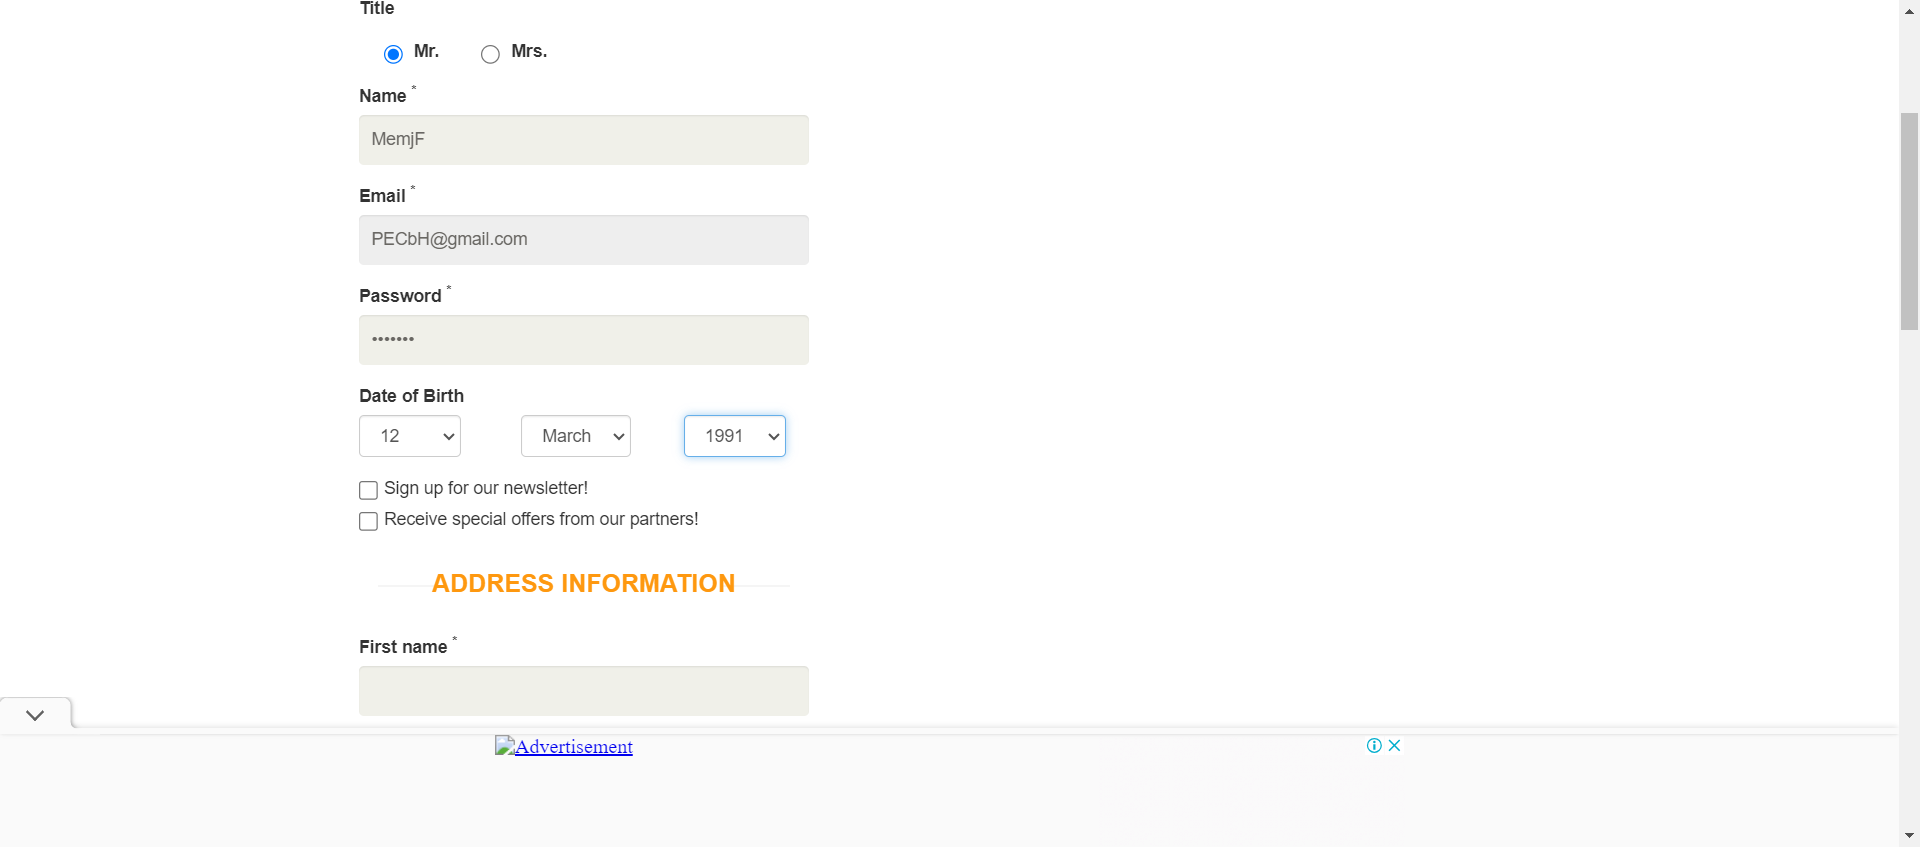 Title
Mr. Mrs.
Name *
MemjF
Email *
PECbH@gmail.com
Password *
•••••••
Date of Birth
12 March 1991
Sign up for our newsletter!
Receive special offers from our partners!
ADDRESS INFORMATION
First name *
Advertisement